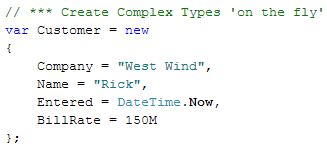 // *** Create Complex Types 'on the fly'
var Customer = new
{
    Company = "West Wind",
    Name = "Rick",
    Entered = DateTime.Now,
    BillRate = 150M
};